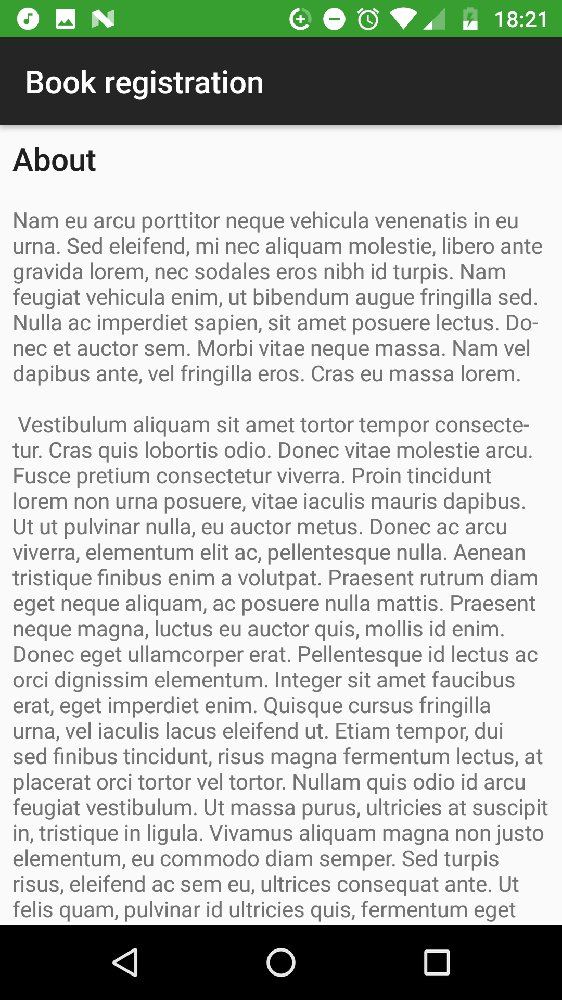 18:21
Book registration
About
Nam eu arcu porttitor neque vehicula venenatis in eu
urna. Sed eleifend, mi nec aliquam molestie, libero ante
gravida lorem, nec sodales eros nibh id turpis. Nam
feugiat vehicula enim, ut bibendum augue fringilla sed.
Nulla ac imperdiet sapien, sit amet posuere lectus. Do-
nec et auctor sem. Morbi vitae neque massa. Nam vel
dapibus ante, vel fringilla eros. Cras eu massa lorem.
Vestibulum aliquam sit amet tortor tempor consecte-
tur. Cras quis lobortis odio. Donec vitae molestie arcu.
Fusce pretium consectetur viverra. Proin tincidunt
lorem non urna posuere, vitae iaculis mauris dapibus.
Ut ut pulvinar nulla, eu auctor metus. Donec ac arcu
viverra, elementum elit ac, pellentesque nulla. Aenean
tristique finibus enim a volutpat. Praesent rutrum diam
eget neque aliquam, ac posuere nulla mattis. Praesent
neque magna, luctus eu auctor quis, mollis id enim.
Donec eget ullamcorper erat. Pellentesque id lectus ac
orci dignissim elementum. Integer sit amet faucibus
erat, eget imperdiet enim. Quisque cursus fringilla
urna, vel iaculis lacus eleifend ut. Etiam tempor, dui
sed finibus tincidunt, risus magna fermentum lectus, at
placerat orci tortor vel tortor. Nullam quis odio id arcu
feugiat vestibulum. Ut massa purus, ultricies at suscipit
in, tristique in ligula. Vivamus aliquam magna non justo
elementum, eu commodo diam semper. Sed turpis
risus, eleifend ac sem eu, ultrices consequat ante. Ut
felis quam, pulvinar id ultricies quis, fermentum eget